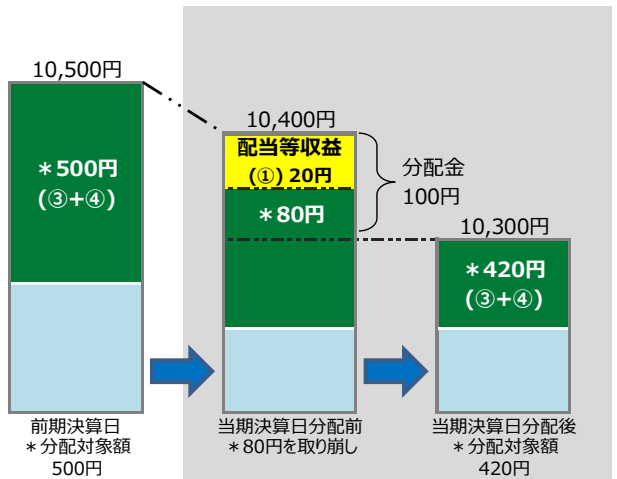 10,500円
＊500円
(③+④)
前期決算日
＊分配対象額
500円
10,400円
配当等収益
(①) 20円
＊80円
分配金
100円
当期決算日分配前
＊80円を取り崩し
10,300円
＊420円
(③+④)
当期決算日分配後
＊分配対象額
420円